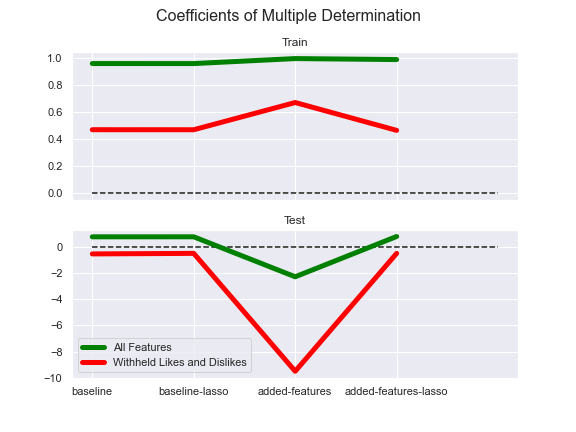 Coefficients of Multiple Determination
Train
1.0
0.8
0.6
0.4
0.2
0.0
Test
0
−2
−4
−6
−8
−10
All Features
Withheld Likes and Dislikes
baseline baseline-lasso added-features added-features-lasso